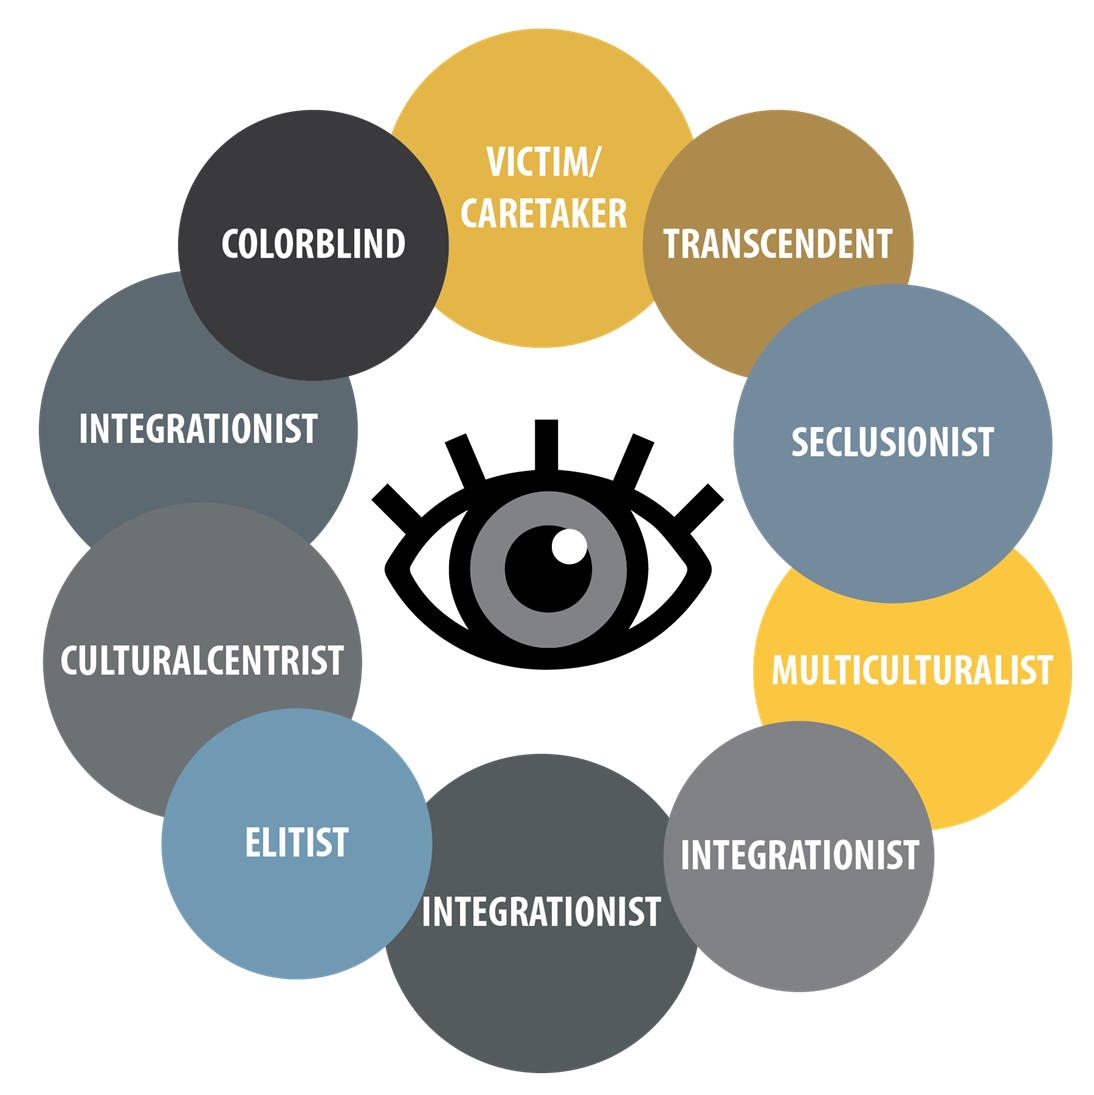 VICTIM/
CARETAKER
TRANSCENDENT
SECLUSIONIST
MULTICULTURALIST
INTEGRATIONIST
INTEGRATIONIST
ELITIST
CULTURALCENTRIST
INTEGRATIONIST
COLORBLIND